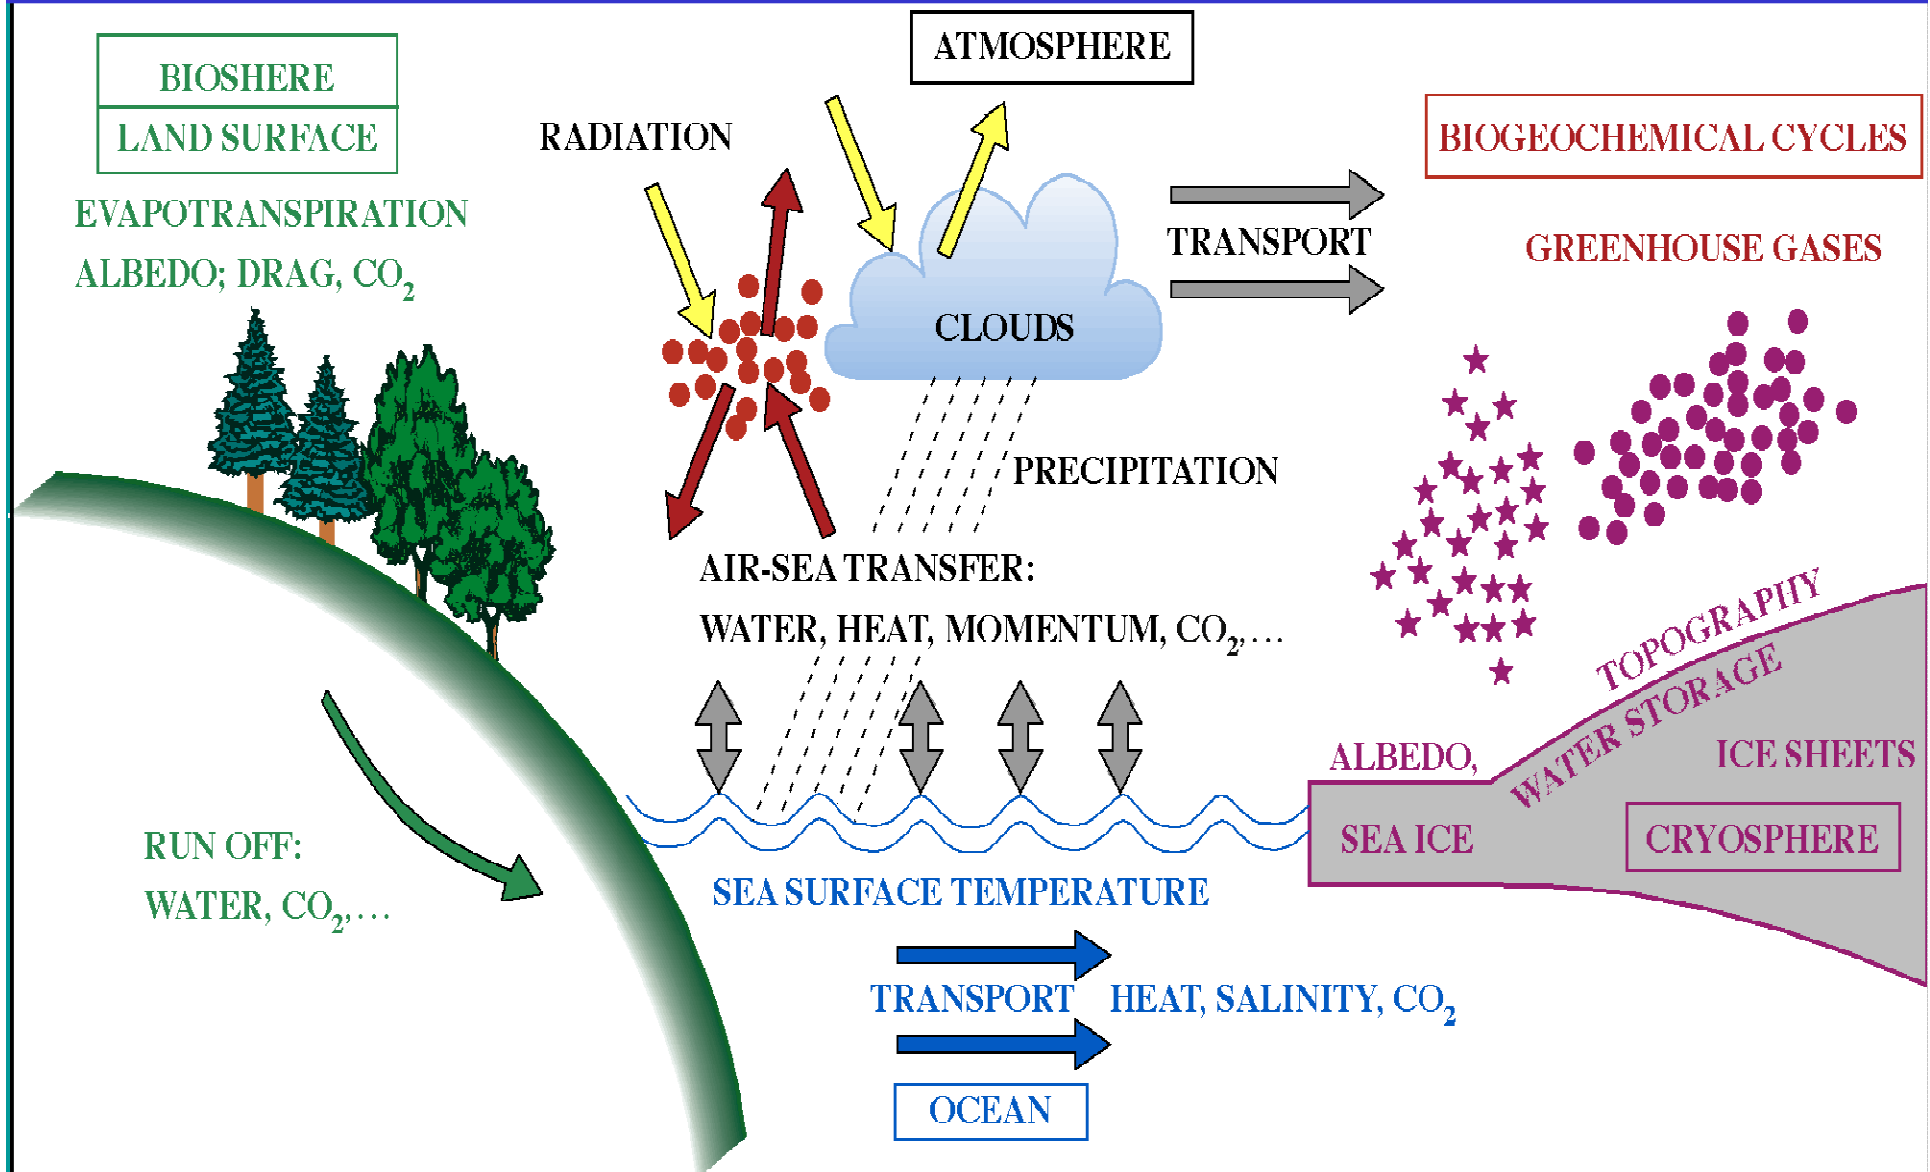 ATMOSPHERE
BIOSHERE
LAND SURFACE
EVAPOTRANSPIRATION
ALBEDO; DRAG, CO₂
RADIATION
CLOUDS
TRANSPORT
BIOGEOCHEMICAL CYCLES
GREENHOUSE GASES
PRECIPITATION
AIR-SEA TRANSFER:
WATER, HEAT, MOMENTUM, CO₂,...
TOPOGRAPHY
WATER STORAGE
ALBEDO,
ICE SHEETS
SEA ICE
CRYOSPHERE
RUN OFF:
WATER, CO₂,...
SEA SURFACE TEMPERATURE
TRANSPORT HEAT, SALINITY, CO₂
OCEAN